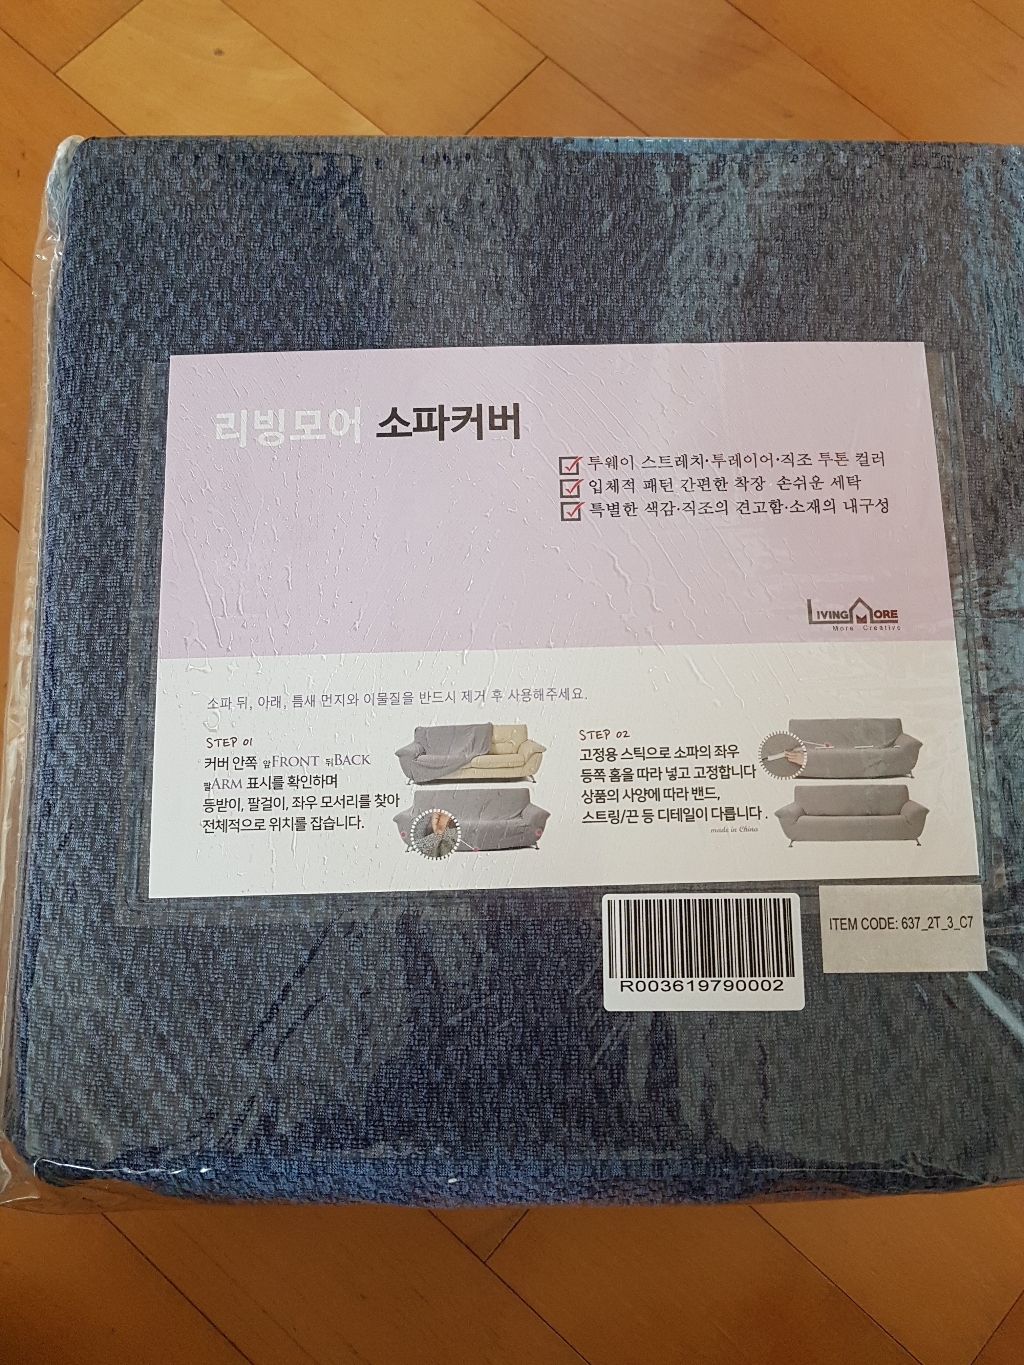 리빙모어 소파커버
투웨이 스트레치·투레이어·직조 투톤 컬러
입체적 패턴 간편한 착장 손쉬운 세탁
특별한 색감·직조의 견고함·소재의 내구성
LIVING MORE
More Creative
소파 뒤, 아래, 틈새 먼지와 이물질을 반드시 제거 후 사용해주세요.
STEP 01
커버 안쪽 앞FRONT 뒤BACK
팔ARM 표시를 확인하며
등받이, 팔걸이, 좌우 모서리를 찾아
전체적으로 위치를 잡습니다.
STEP 02
고정용 스틱으로 소파의 좌우
등쪽 홈을 따라 넣고 고정합니다
상품의 사양에 따라 밴드,
스트링/끈 등 디테일이 다릅니다.
made in China
R003619790002
ITEM CODE: 637_2T_3_C7